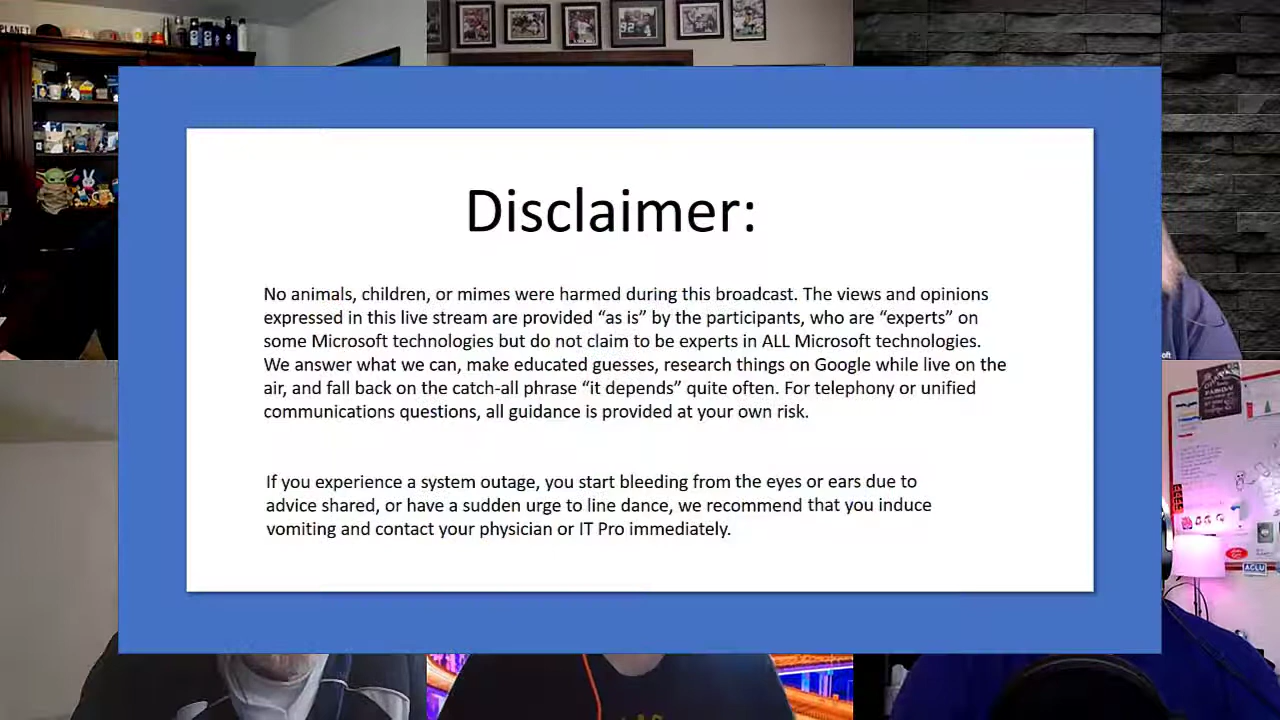 PLANET
92
4
Disclaimer:
No animals, children, or mimes were harmed during this broadcast. The views and opinions
expressed in this live stream are provided “as is” by the participants, who are “experts” on
some Microsoft technologies but do not claim to be experts in ALL Microsoft technologies.
We answer what we can, make educated guesses, research things on Google while live on the
air, and fall back on the catch-all phrase “it depends” quite often. For telephony or unified
communications questions, all guidance is provided at your own risk.
If you experience a system outage, you start bleeding from the eyes or ears due to
advice shared, or have a sudden urge to line dance, we recommend that you induce
vomiting and contact your physician or IT Pro immediately.
oft
ACLU